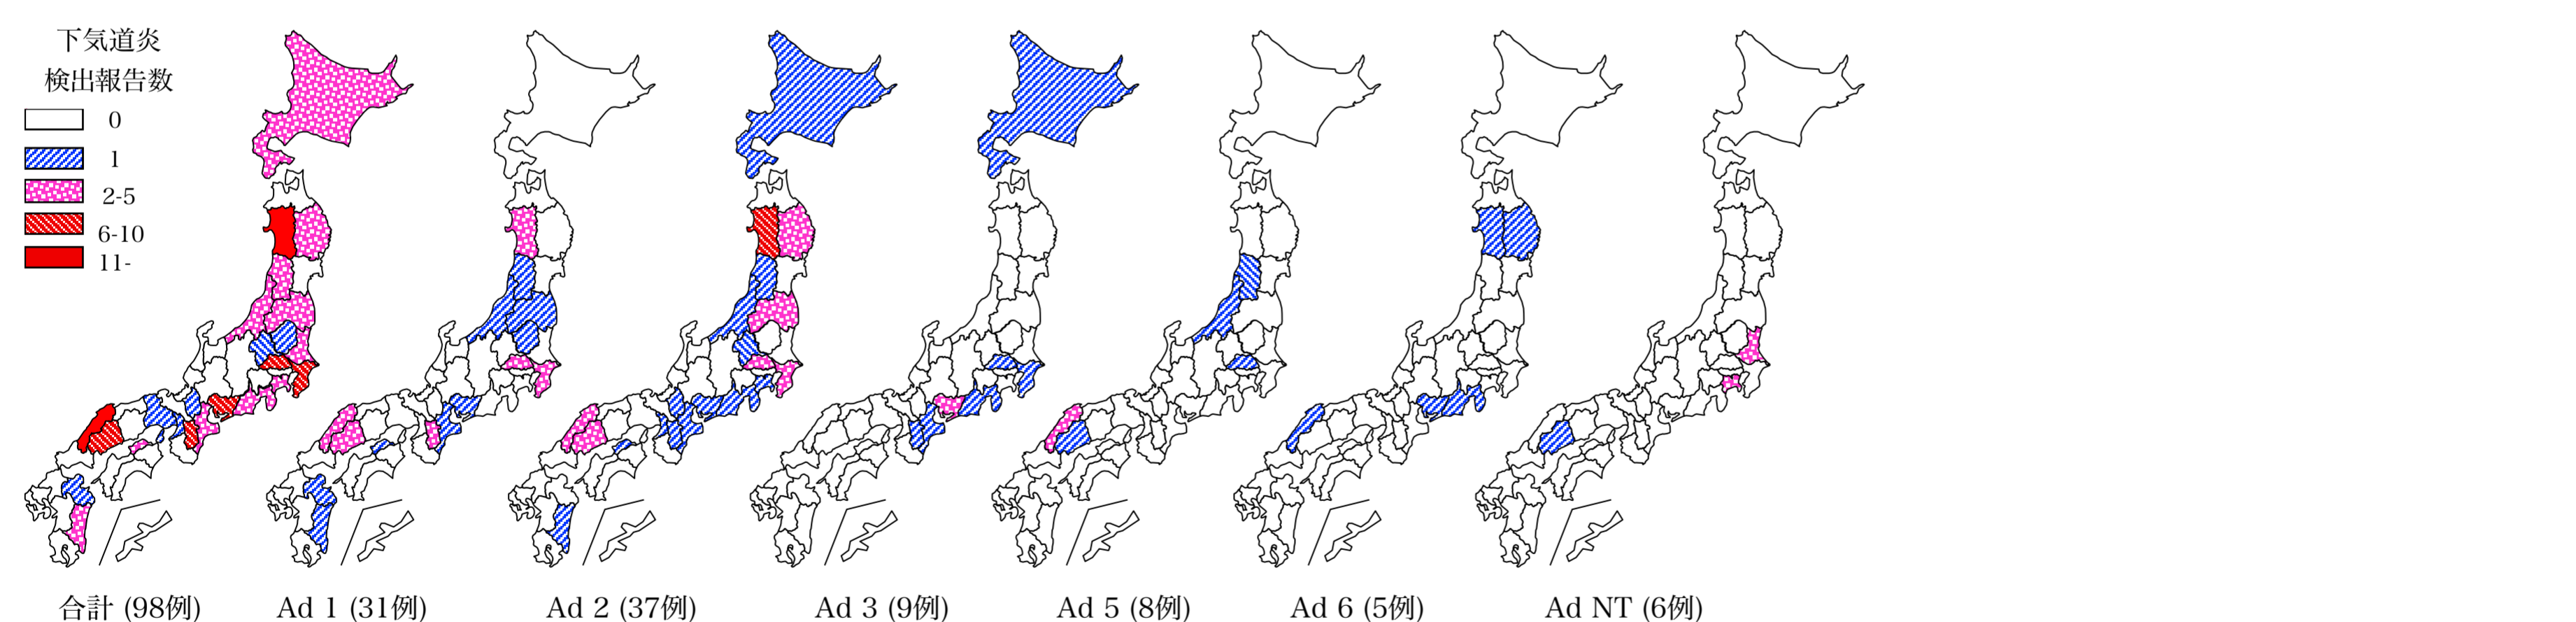 下気道炎
検出報告数
0
1
2-5
6-10
11-
合計 (98例)
Ad 1 (31例)
Ad 2 (37例)
Ad 3 (9例)
Ad 5 (8例)
Ad 6 (5例)
Ad NT (6例)